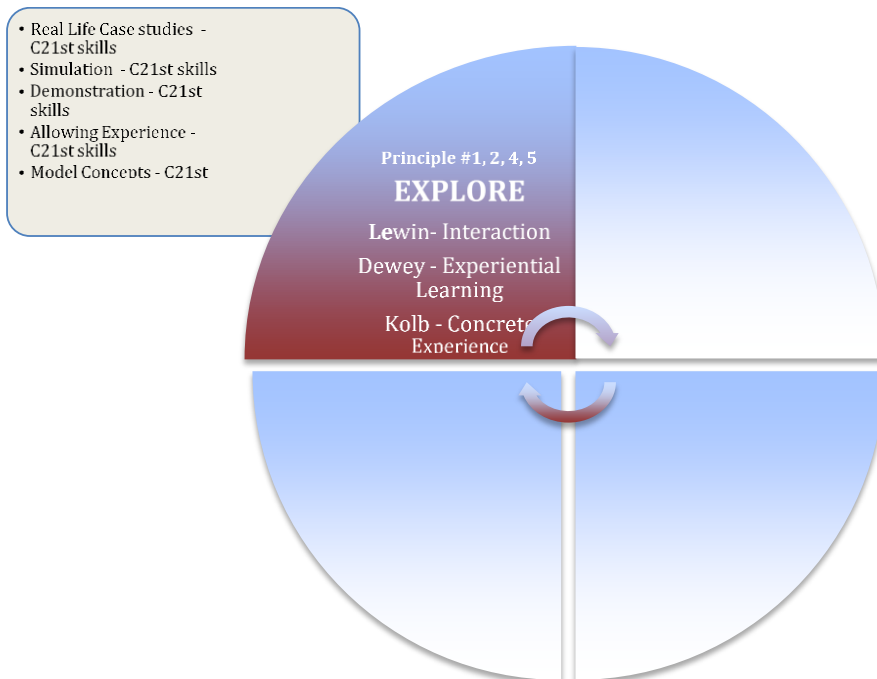 • Real Life Case studies -
C21st skills
• Simulation - C21st skills
• Demonstration - C21st
skills
• Allowing Experience -
C21st skills
• Model Concepts - C21st
Principle #1, 2, 4, 5
EXPLORE
Lewin- Interaction
Dewey - Experiential
Learning
Kolb - Concrete
Experience